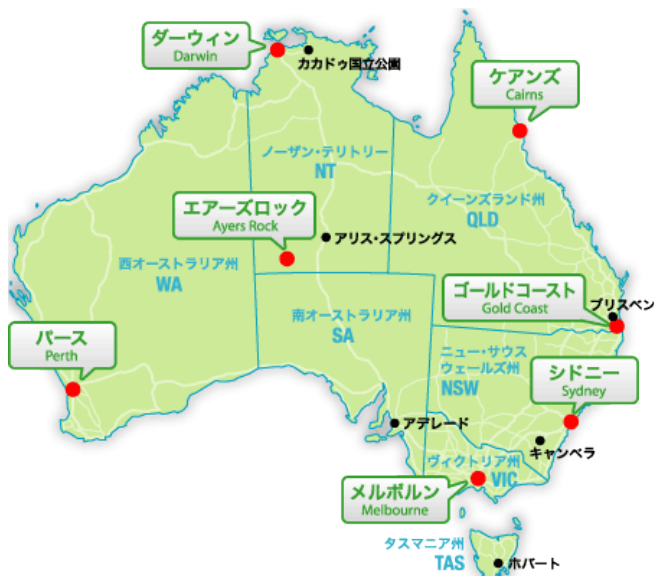 ダーウィン
Darwin
カカドゥ国立公園
ケアンズ
Cairns
ノーザン・テリトリー
NT
クイーンズランド州
QLD
エアーズロック
Ayers Rock
アリス・スプリングス
西オーストラリア州
WA
ゴールドコースト
Gold Coast
ブリスベン
南オーストラリア州
SA
パース
Perth
ニュー・サウス
ウェールズ州
NSW
シドニー
Sydney
アデレード
キャンベラ
ヴィクトリア州
VIC
メルボルン
Melbourne
タスマニア州
TAS
ホバート